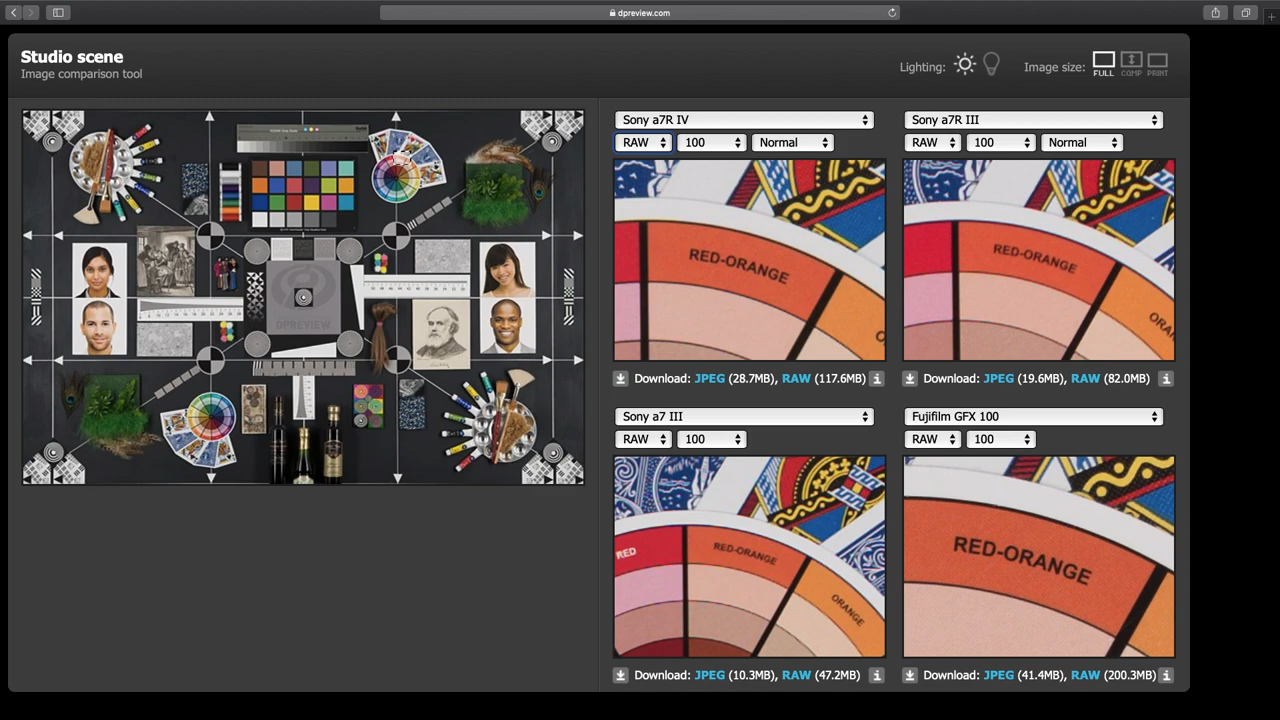 dpreview.com
Studio scene
Image comparison tool
Lighting:
Image size:
FULL COMP PRINT
DPREVIEW
Sony a7R IV
RAW 100 Normal
RED-ORANGE
Download: JPEG (28.7MB), RAW (117.6MB)
Sony a7R III
RAW 100 Normal
RED-ORANGE
ORAN
Download: JPEG (19.6MB), RAW (82.0MB)
Sony a7 III
RAW 100
RED
RED-ORANGE
ORANGE
Download: JPEG (10.3MB), RAW (47.2MB)
Fujifilm GFX 100
RAW 100
RED-ORANGE
Download: JPEG (41.4MB), RAW (200.3MB)